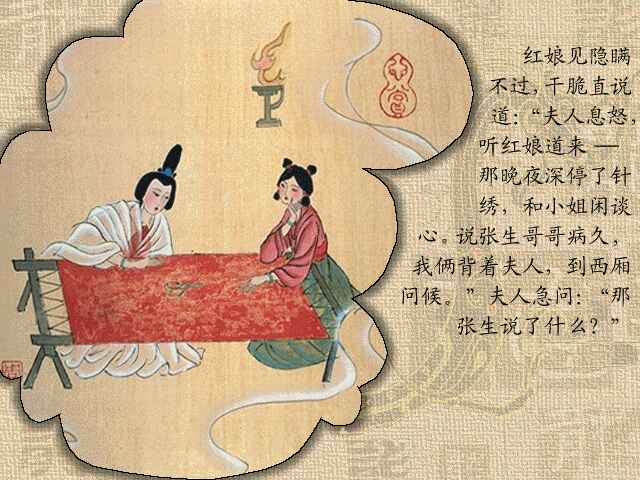 红娘见隐瞒
不过，干脆直说
道：“夫人息怒，
听红娘道来 —
那晚夜深停了针
绣，和小姐闲谈
心。说张生哥哥病久，
我俩背着夫人，到西厢
问候。”夫人急问：“那
张生说了什么？”